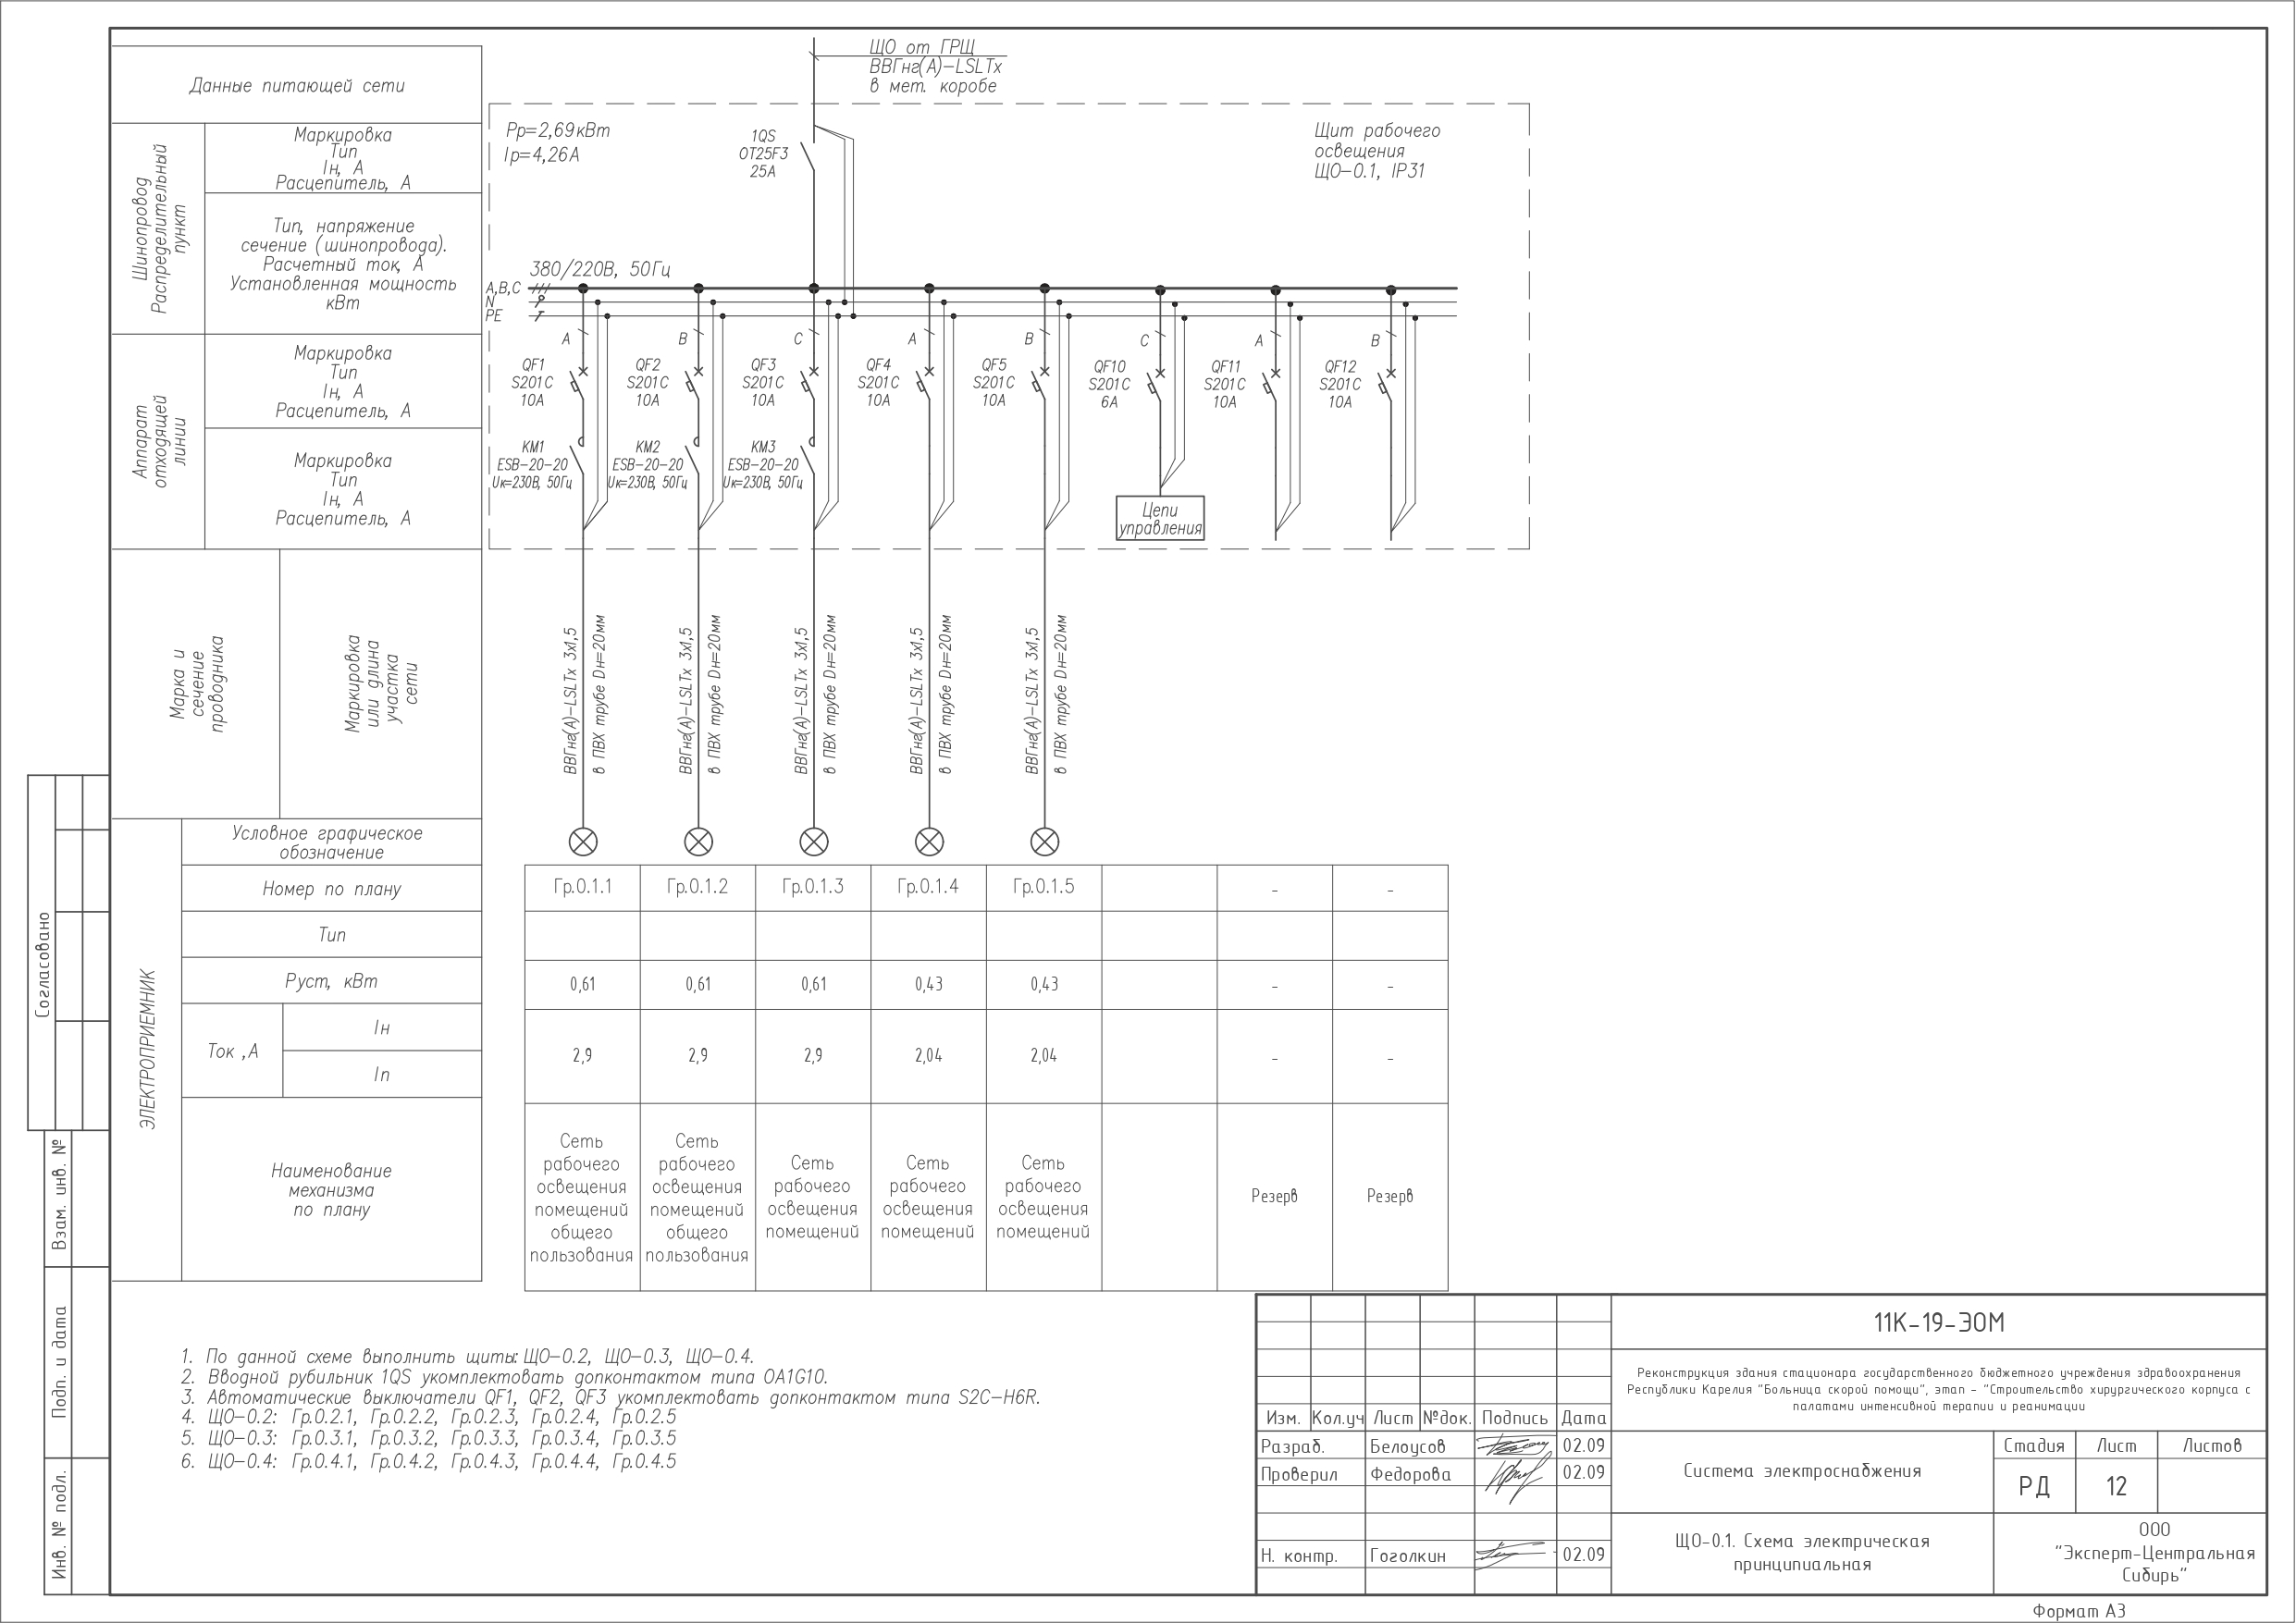 ЩО от ГРЩ
ВВГнг(А)-LSLTx
в мет. коробе
Данные питающей сети
Шинопровод
Распределительный
пункт
Маркировка
Тип
Iн, А
Расцепитель, А
Тип, напряжение
сечение (шинопровода).
Расчетный ток, А
Установленная мощность
кВт
Аппарат
отходящей
линии
Маркировка
Тип
Iн, А
Расцепитель, А
Маркировка
Тип
Iн, А
Расцепитель, А
Марка и
сечение
проводника
Маркировка
или длина
участка
сети
ЭЛЕКТРОПРИЕМНИК
Условное графическое
обозначение
Номер по плану
Тип
Руст, кВт
Ток ,А
Iн
Iп
Наименование
механизма
по плану
Рр=2,69кВт
Iр=4,26А
1QS
OT25F3
25А
Щит рабочего
освещения
ЩО-0.1, IP31
380/220В, 50Гц
A,B,C
N
PE
A
B
C
A
B
C
A
B
QF1
S201C
10A
QF2
S201C
10A
QF3
S201C
10A
QF4
S201C
10A
QF5
S201C
10A
QF10
S201C
6A
QF11
S201C
10A
QF12
S201C
10A
КМ1
ESB-20-20
Uк=230В, 50Гц
КМ2
ESB-20-20
Uк=230В, 50Гц
КМ3
ESB-20-20
Uк=230В, 50Гц
Цепи
управления
ВВГнг(А)-LSLTx 3х1,5
в ПВХ трубе Dн=20мм
ВВГнг(А)-LSLTx 3х1,5
в ПВХ трубе Dн=20мм
ВВГнг(А)-LSLTx 3х1,5
в ПВХ трубе Dн=20мм
ВВГнг(А)-LSLTx 3х1,5
в ПВХ трубе Dн=20мм
ВВГнг(А)-LSLTx 3х1,5
в ПВХ трубе Dн=20мм
Гр.0.1.1 Гр.0.1.2 Гр.0.1.3 Гр.0.1.4 Гр.0.1.5 - -
0,61 0,61 0,61 0,43 0,43 - -
2,9 2,9 2,9 2,04 2,04 - -
Сеть
рабочего
освещения
помещений
общего
пользования
Сеть
рабочего
освещения
помещений
общего
пользования
Сеть
рабочего
освещения
помещений
Сеть
рабочего
освещения
помещений
Сеть
рабочего
освещения
помещений
Резерв
Резерв
1. По данной схеме выполнить щиты: ЩО-0.2, ЩО-0.3, ЩО-0.4.
2. Вводной рубильник 1QS укомплектовать допконтактом типа OA1G10.
3. Автоматические выключатели QF1, QF2, QF3 укомплектовать допконтактом типа S2C-H6R.
4. ЩО-0.2: Гр.0.2.1, Гр.0.2.2, Гр.0.2.3, Гр.0.2.4, Гр.0.2.5
5. ЩО-0.3: Гр.0.3.1, Гр.0.3.2, Гр.0.3.3, Гр.0.3.4, Гр.0.3.5
6. ЩО-0.4: Гр.0.4.1, Гр.0.4.2, Гр.0.4.3, Гр.0.4.4, Гр.0.4.5
Согласовано
Взам. инв. №
Подп. и дата
Инв. № подл.
11К-19-ЭОМ
Реконструкция здания стационара государственного бюджетного учреждения здравоохранения
Республики Карелия "Больница скорой помощи", этап - "Строительство хирургического корпуса с
палатами интенсивной терапии и реанимации
Изм. Кол.уч Лист №док. Подпись Дата
Разраб. Белоусов 02.09
Проверил Федорова 02.09
Н. контр. Гоголкин 02.09
Система электроснабжения
Стадия Лист Листов
РД 12
ЩО-0.1. Схема электрическая
принципиальная
ООО
"Эксперт-Центральная
Сибирь"
Формат А3